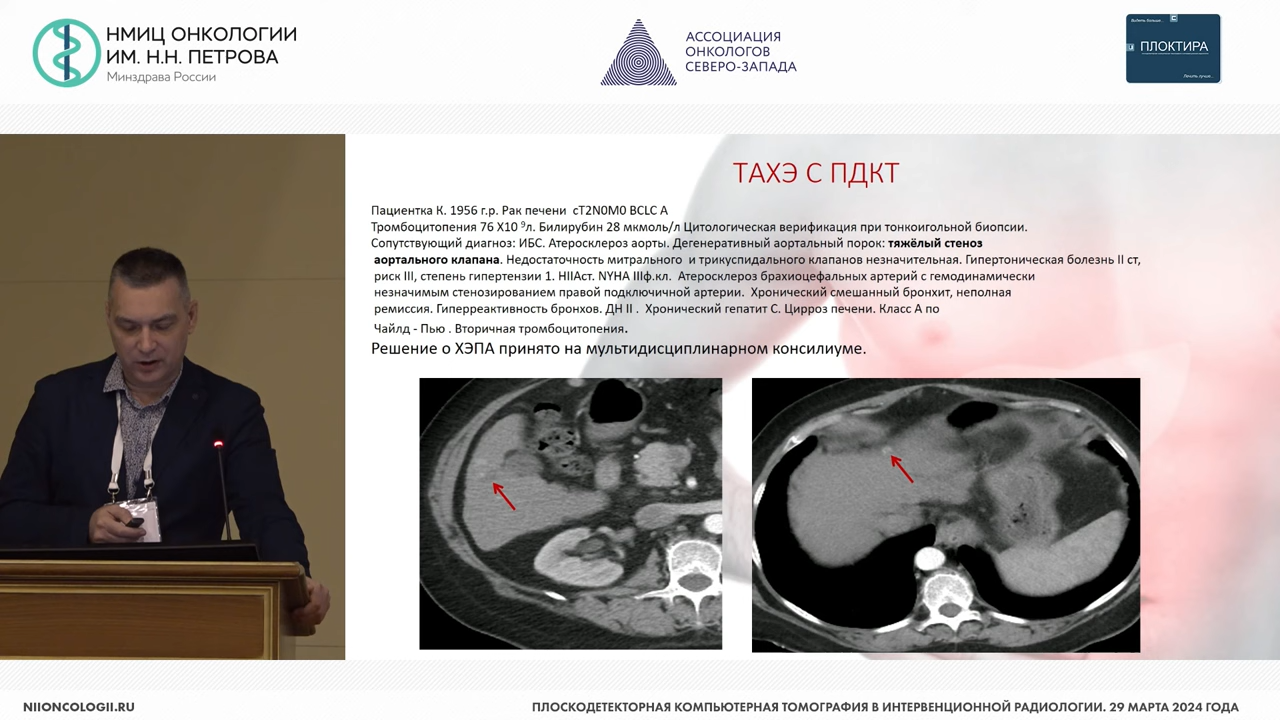 НМИЦ ОНКОЛОГИИ
ИМ. Н.Н. ПЕТРОВА
Минздрава России
АССОЦИАЦИЯ
ОНКОЛОГОВ
СЕВЕРО-ЗАПАДА
Видеть больше...
ПЛОКТИРА
Лечить лучше...
ТАХЭ С ПДКТ
Пациентка К. 1956 г.р. Рак печени cT2N0M0 BCLC A
Тромбоцитопения 76 X10 ⁹л. Билирубин 28 мкмоль/л Цитологическая верификация при тонкоигольной биопсии.
Сопутствующий диагноз: ИБС. Атеросклероз аорты. Дегенеративный аортальный порок: тяжёлый стеноз
аортального клапана. Недостаточность митрального и трикуспидального клапанов незначительная. Гипертоническая болезнь II ст,
риск III, степень гипертензии 1. НIIАст. NYHA IIIф.кл. Атеросклероз брахиоцефальных артерий с гемодинамически
незначимым стенозированием правой подключичной артерии. Хронический смешанный бронхит, неполная
ремиссия. Гиперреактивность бронхов. ДН II . Хронический гепатит С. Цирроз печени. Класс А по
Чайлд - Пью . Вторичная тромбоцитопения.
Решение о ХЭПА принято на мультидисциплинарном консилиуме.
NIIONCOLOGII.RU
ПЛОСКОДЕТЕКТОРНАЯ КОМПЬЮТЕРНАЯ ТОМОГРАФИЯ В ИНТЕРВЕНЦИОННОЙ РАДИОЛОГИИ. 29 МАРТА 2024 ГОДА